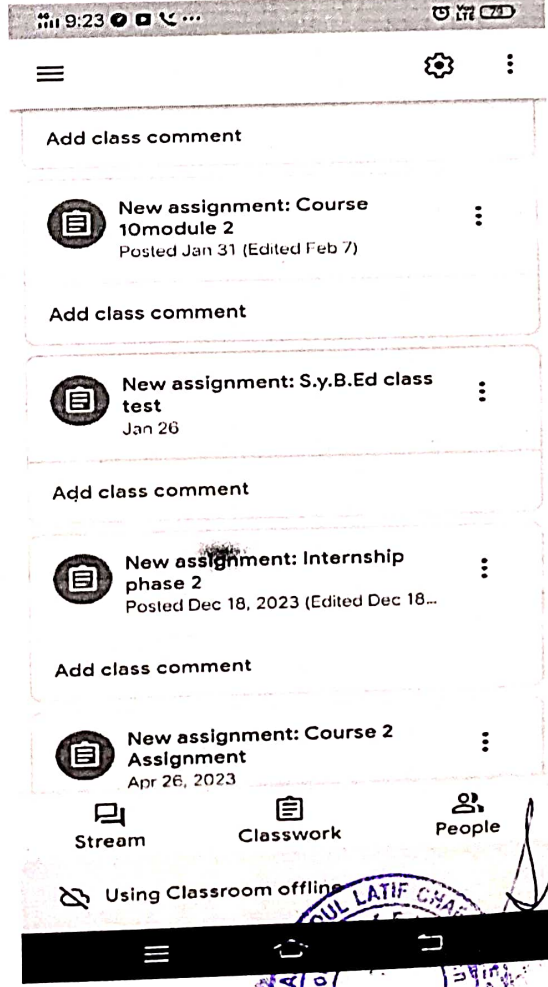 9:23
VoD
LTE 79
Add class comment
New assignment: Course
10module 2
Posted Jan 31 (Edited Feb 7)
Add class comment
New assignment: S.y.B.Ed class
test
Jan 26
Add class comment
New assignment: Internship
phase 2
Posted Dec 18, 2023 (Edited Dec 18...
Add class comment
New assignment: Course 2
Assignment
Apr 26, 2023
Stream
Classwork
People
Using Classroom offline
LATIF